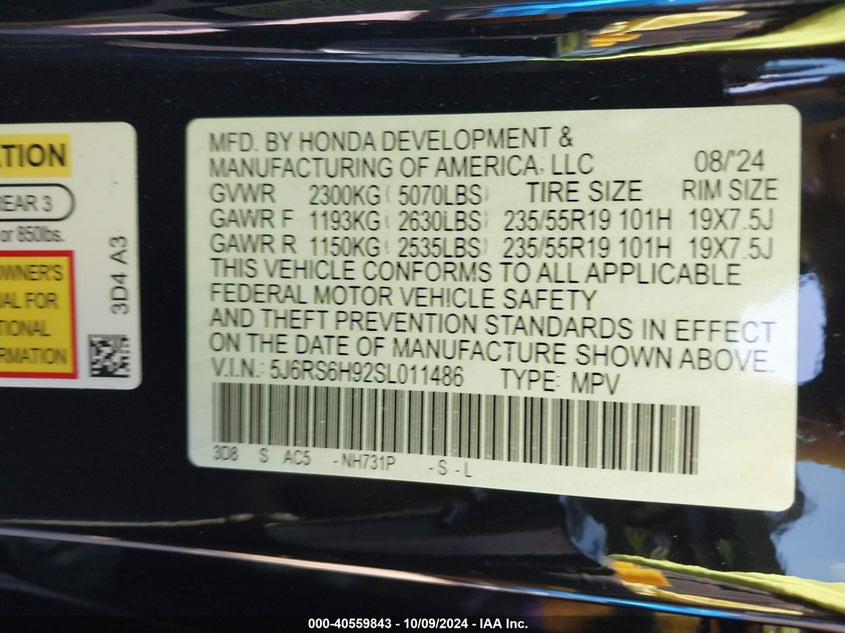 ATION
REAR 3
or 850lbs.
OWNER'S
UAL FOR
TIONAL
RMATION
3D4 A3
MFD. BY HONDA DEVELOPMENT &
MANUFACTURING OF AMERICA, LLC 08/'24
GVWR 2300KG ( 5070LBS) TIRE SIZE RIM SIZE
GAWR F 1193KG ( 2630LBS) 235/55R19 101H 19X7.5J
GAWR R 1150KG ( 2535LBS) 235/55R19 101H 19X7.5J
THIS VEHICLE CONFORMS TO ALL APPLICABLE
FEDERAL MOTOR VEHICLE SAFETY
AND THEFT PREVENTION STANDARDS IN EFFECT
ON THE DATE OF MANUFACTURE SHOWN ABOVE.
V.I.N.: 5J6RS6H92SL011486 TYPE: MPV
3D8 S AC5 - NH731P - S - L
000-40559843 - 10/09/2024 - IAA Inc.